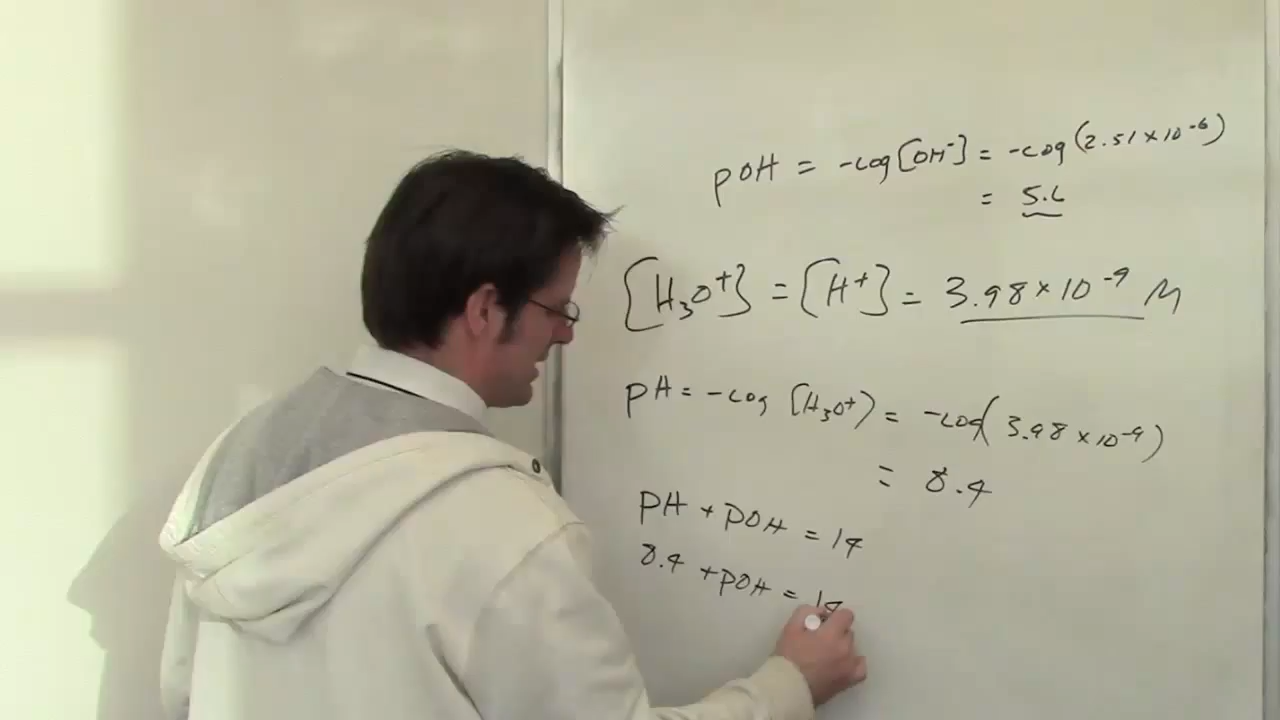 pOH = -log[OH⁻] = -log(2.51×10⁻⁶)
= 5.6
[H₃O⁺] = [H⁺] = 3.98×10⁻⁹ M
pH = -log [H₃O⁺] = -log(3.98×10⁻⁹)
= 8.4
pH + pOH = 14
8.4 + pOH = 14